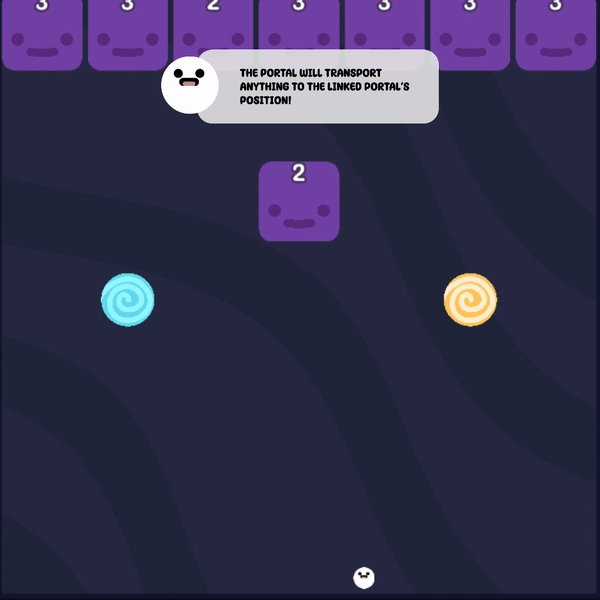 3 3 2 3 3 3 3
THE PORTAL WILL TRANSPORT
ANYTHING TO THE LINKED PORTAL'S
POSITION!
2